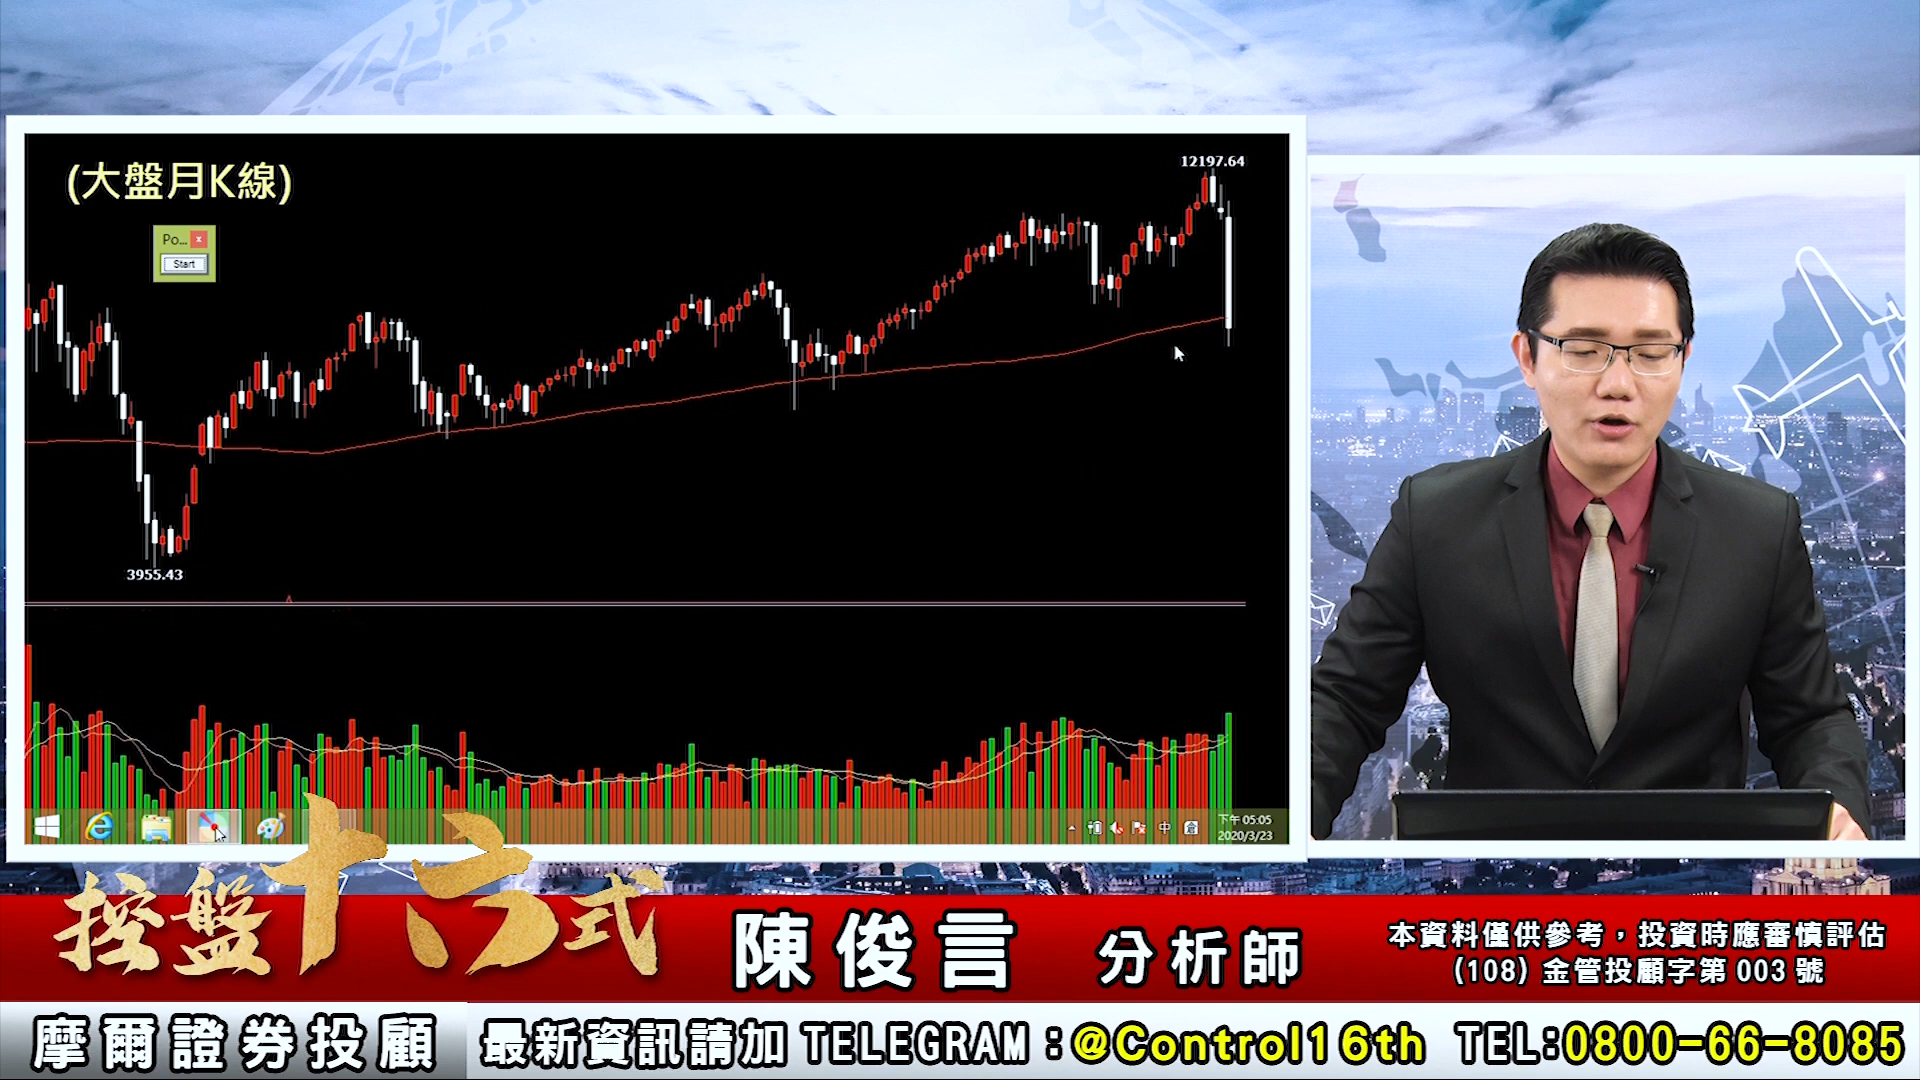 12197.64
(大盤月K線)
Po...
x
Start
3955.43
中
下午 05:05
2020/3/23
控盤十六式
陳俊言 分析師
本資料僅供參考，投資時應審慎評估
(108) 金管投顧字第 003 號
摩爾證券投顧
最新資訊請加 TELEGRAM：@Control16th TEL:0800-66-8085